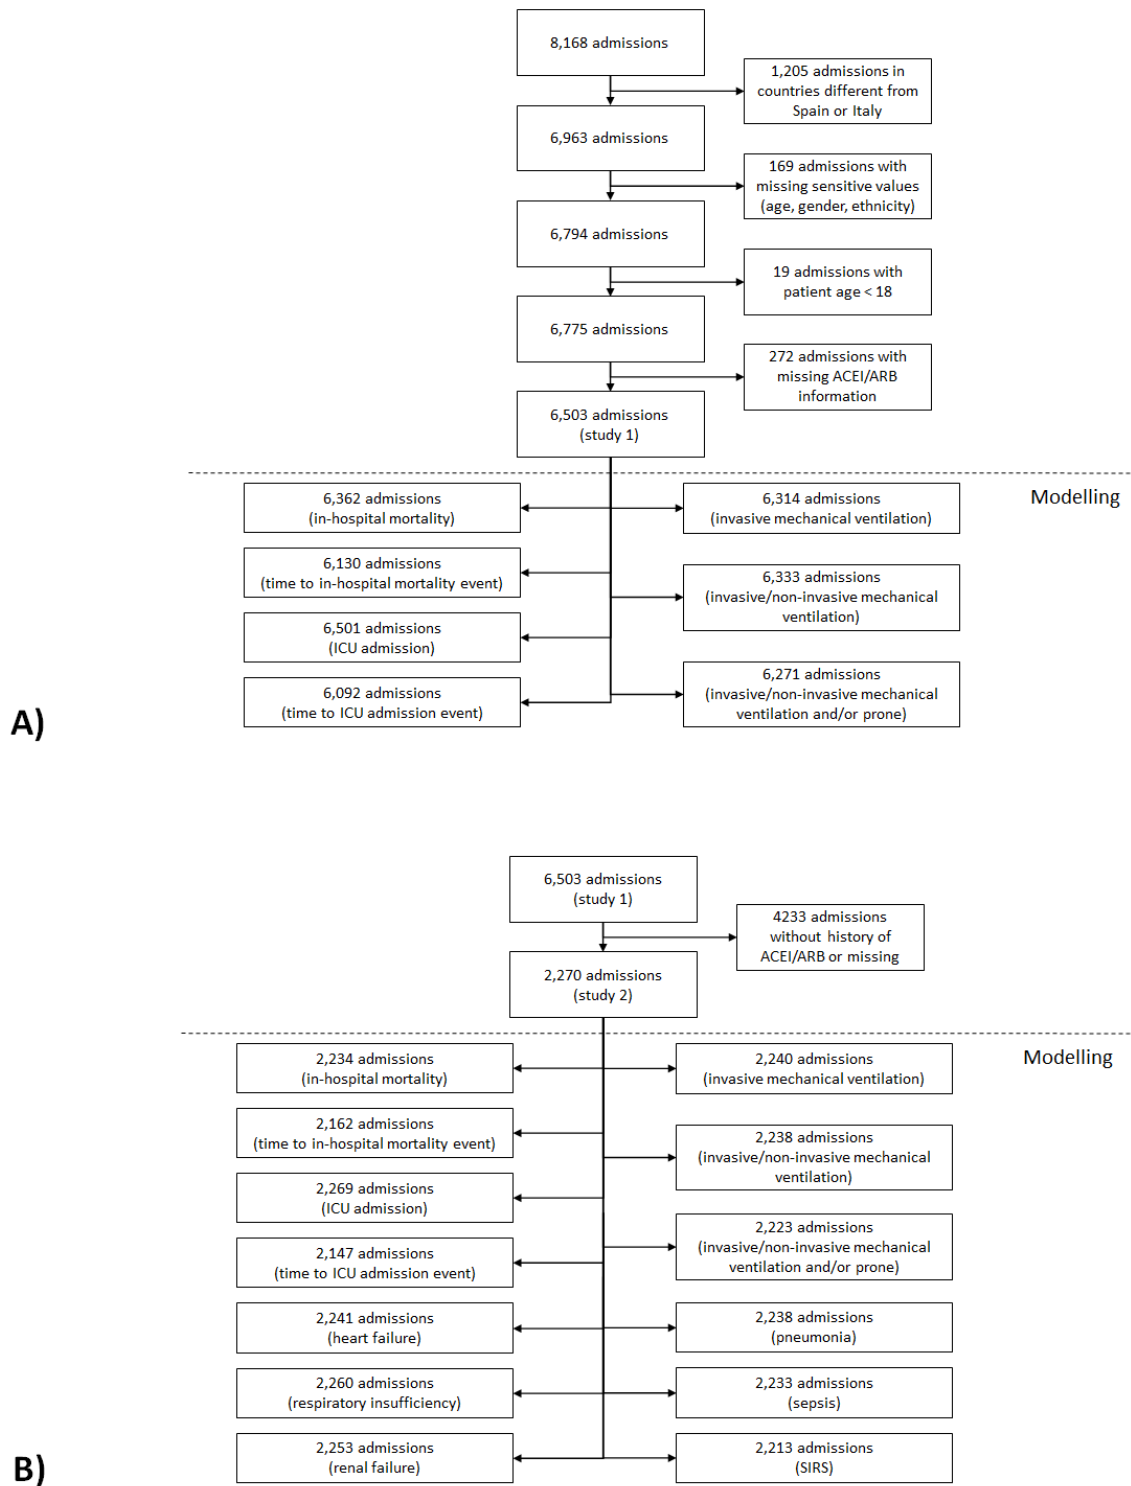 8,168 admissions
1,205 admissions in
countries different from
Spain or Italy
6,963 admissions
169 admissions with
missing sensitive values
(age, gender, ethnicity)
6,794 admissions
19 admissions with
patient age < 18
6,775 admissions
272 admissions with
missing ACEI/ARB
information
6,503 admissions
(study 1)
Modelling
6,362 admissions
(in-hospital mortality)
6,314 admissions
(invasive mechanical ventilation)
6,130 admissions
(time to in-hospital mortality event)
6,333 admissions
(invasive/non-invasive mechanical
ventilation)
6,501 admissions
(ICU admission)
6,271 admissions
(invasive/non-invasive mechanical
ventilation and/or prone)
6,092 admissions
(time to ICU admission event)
A)
6,503 admissions
(study 1)
4233 admissions
without history of
ACEI/ARB or missing
2,270 admissions
(study 2)
Modelling
2,234 admissions
(in-hospital mortality)
2,240 admissions
(invasive mechanical ventilation)
2,162 admissions
(time to in-hospital mortality event)
2,238 admissions
(invasive/non-invasive mechanical
ventilation)
2,269 admissions
(ICU admission)
2,223 admissions
(invasive/non-invasive mechanical
ventilation and/or prone)
2,147 admissions
(time to ICU admission event)
2,241 admissions
(heart failure)
2,238 admissions
(pneumonia)
2,260 admissions
(respiratory insufficiency)
2,233 admissions
(sepsis)
2,253 admissions
(renal failure)
2,213 admissions
(SIRS)
B)